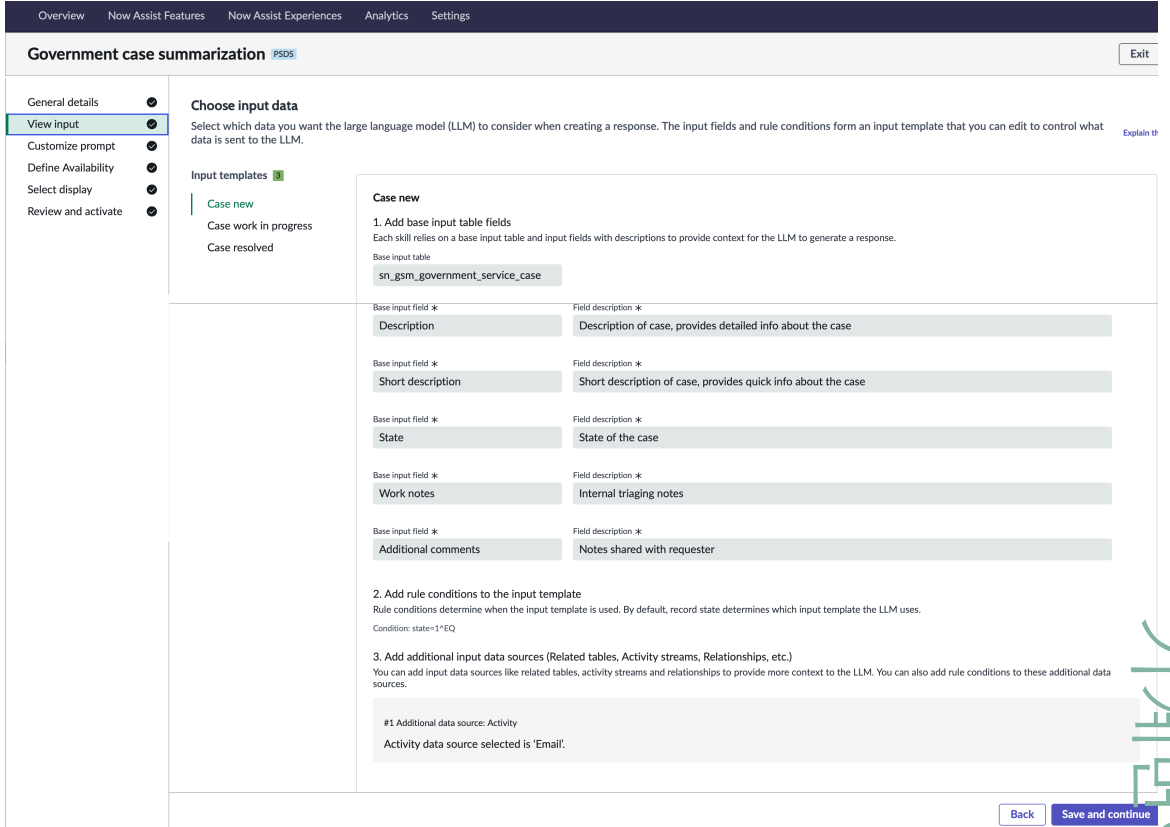 Overview Now Assist Features Now Assist Experiences Analytics Settings
Government case summarization PSDS
Exit
General details
View input
Customize prompt
Define Availability
Select display
Review and activate
Choose input data
Select which data you want the large language model (LLM) to consider when creating a response. The input fields and rule conditions form an input template that you can edit to control what
data is sent to the LLM.
Explain th
Input templates 3
Case new
Case work in progress
Case resolved
Case new
1. Add base input table fields
Each skill relies on a base input table and input fields with descriptions to provide context for the LLM to generate a response.
Base input table
sn_gsm_government_service_case
Base input field * Field description *
Description Description of case, provides detailed info about the case
Base input field * Field description *
Short description Short description of case, provides quick info about the case
Base input field * Field description *
State State of the case
Base input field * Field description *
Work notes Internal triaging notes
Base input field * Field description *
Additional comments Notes shared with requester
2. Add rule conditions to the input template
Rule conditions determine when the input template is used. By default, record state determines which input template the LLM uses.
Condition: state=1^EQ
3. Add additional input data sources (Related tables, Activity streams, Relationships, etc.)
You can add input data sources like related tables, activity streams and relationships to provide more context to the LLM. You can also add rule conditions to these additional data
sources.
#1 Additional data source: Activity
Activity data source selected is ‘Email’.
Back Save and continue